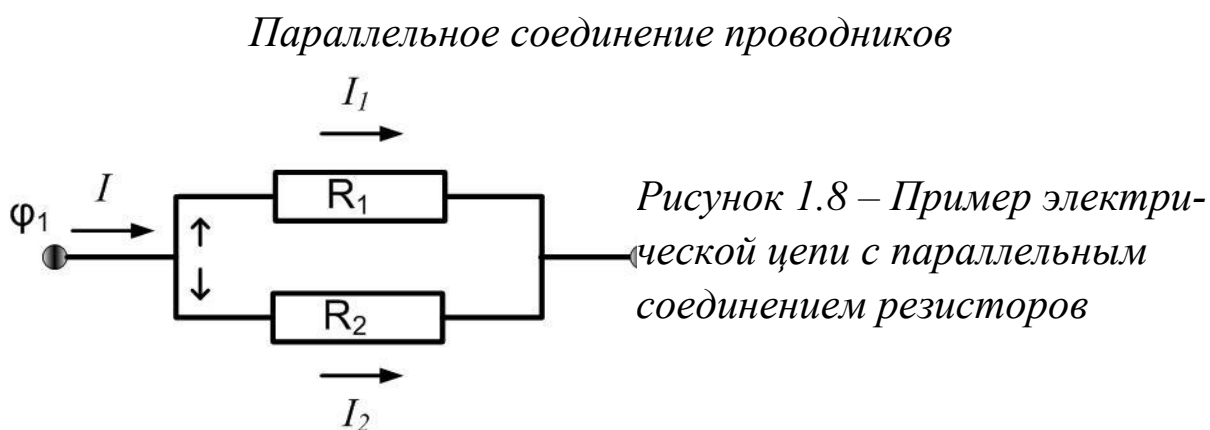 Параллельное соединение проводников
I₁
I
φ₁
R₁
R₂
I₂
Рисунок 1.8 – Пример электри-
ческой цепи с параллельным
соединением резисторов